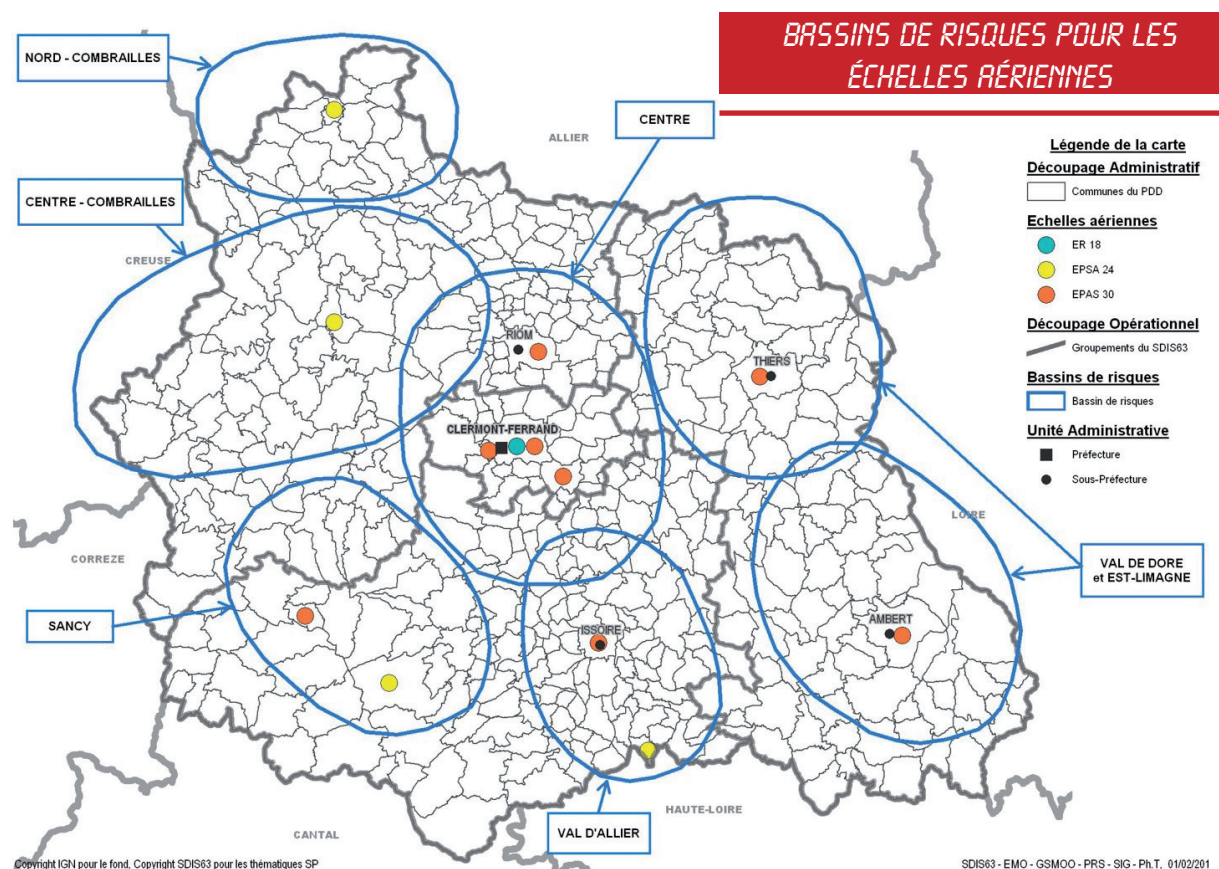 BASSINS DE RISQUES POUR LES
ÉCHELLES AÉRIENNES
NORD - COMBRAILLES
CENTRE
ALLIER
CENTRE - COMBRAILLES
CREUSE
RIOM
THIERS
CLERMONT-FERRAND
LOIRE
CORREZE
VAL DE DORE
et EST-LIMAGNE
SANCY
ISSOIRE
AMBERT
HAUTE-LOIRE
VAL D'ALLIER
CANTAL
Légende de la carte
Découpage Administratif
Communes du PDD
Echelles aériennes
ER 18
EPSA 24
EPAS 30
Découpage Opérationnel
Groupements du SDIS63
Bassins de risques
Bassin de risques
Unité Administrative
Préfecture
Sous-Préfecture
Copyright IGN pour le fond, Copyright SDIS63 pour les thématiques SP
SDIS63 - EMO - GSMOO - PRS - SIG - Ph.T, 01/02/201